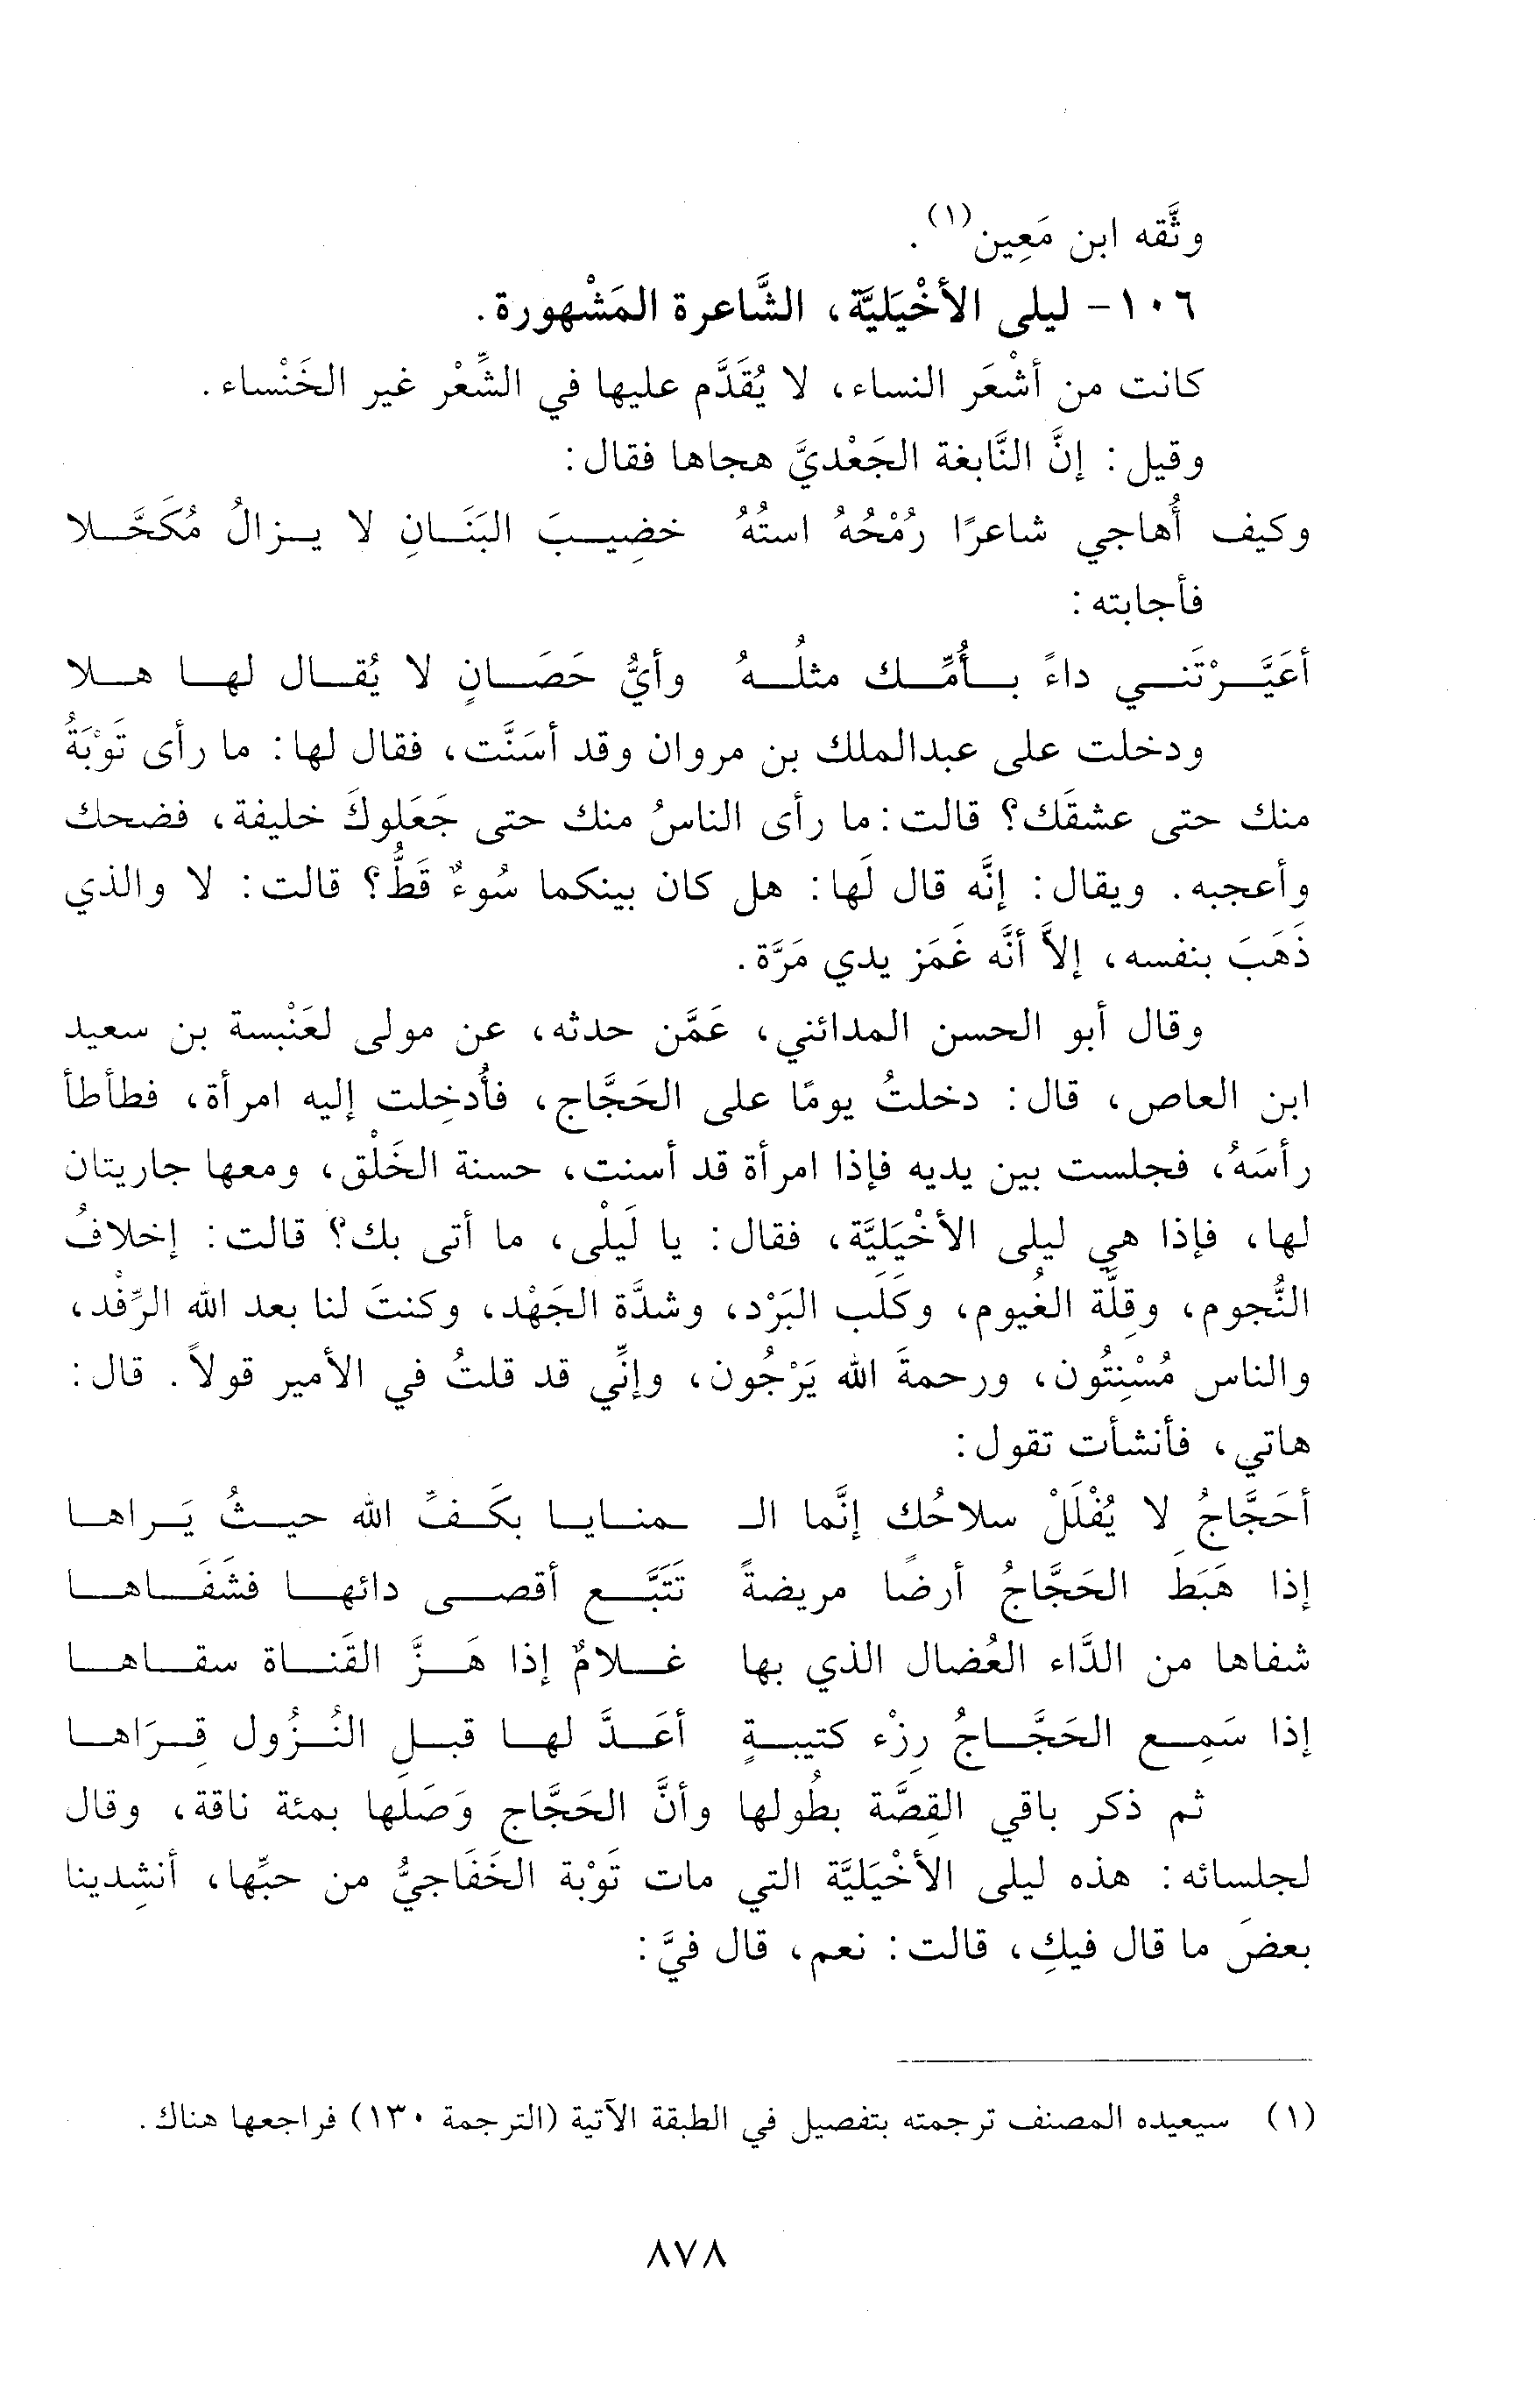 وثَّقه ابن مَعِين(١).
١٠٦- ليلى الأخْيَليَّة، الشَّاعرة المَشْهورة.
كانت من أشْعَر النساء، لا يُقَدَّم عليها في الشِّعْر غير الخَنْساء.
وقيل: إنَّ النَّابغة الجَعْديَّ هجاها فقال:
وكيف أُهاجي شاعرًا رُمْحُهُ استُهُ خضِيبَ البَنَانِ لا يزالُ مُكَحَّلا
فأجابته:
أعَيَّرْتَني داءً بأُمِّك مثلُهُ وأيُّ حَصَانٍ لا يُقال لها هلا
ودخلت على عبدالملك بن مروان وقد أسَنَّت، فقال لها: ما رأى تَوْبَةُ
منك حتى عشقَك؟ قالت: ما رأى الناسُ منك حتى جَعَلوكَ خليفة، فضحك
وأعجبه. ويقال: إنَّه قال لَها: هل كان بينكما سُوءٌ قَطُّ؟ قالت: لا والذي
ذَهَبَ بنفسه، إلاَّ أنَّه غَمَز يدي مَرَّة.
وقال أبو الحسن المدائني، عَمَّن حدثه، عن مولى لعَنْبسة بن سعيد
ابن العاص، قال: دخلتُ يومًا على الحَجَّاج، فأُدخِلت إليه امرأة، فطأطأ
رأسَهُ، فجلست بين يديه فإذا امرأة قد أسنت، حسنة الخَلْق، ومعها جاريتان
لها، فإذا هي ليلى الأخْيَليَّة، فقال: يا لَيلْى، ما أتى بك؟ قالت: إخلافُ
النُّجوم، وقِلَّة الغُيوم، وكَلَب البَرْد، وشدَّة الجَهْد، وكنتَ لنا بعد الله الرِّفْد،
والناس مُسْنِتُون، ورحمةَ الله يَرْجُون، وإنِّي قد قلتُ في الأمير قولاً. قال:
هاتي، فأنشأت تقول:
أحَجَّاجُ لا يُفْلَلْ سلاحُك إنَّما الـ ـمنايا بكَفِّ الله حيثُ يَراها
إذا هَبَطَ الحَجَّاجُ أرضًا مريضةً تَتَبَّع أقصى دائها فشَفَاها
شفاها من الدَّاء العُضال الذي بها غلامٌ إذا هَزَّ القَناة سقاها
إذا سَمِع الحَجَّاجُ رِزْء كتيبةٍ أعَدَّ لها قبلِ النُزُول قِرَاها
ثم ذكر باقي القِصَّة بطُولها وأنَّ الحَجَّاج وَصَلَها بمئة ناقة، وقال
لجلسائه: هذه ليلى الأخْيَليَّة التي مات تَوْبة الخَفَاجيُّ من حبِّها، أنشِدينا
بعضَ ما قال فيكِ، قالت: نعم، قال فيَّ:
(١) سيعيده المصنف ترجمته بتفصيل في الطبقة الآتية (الترجمة ١٣٠) فراجعها هناك.
٨٧٨